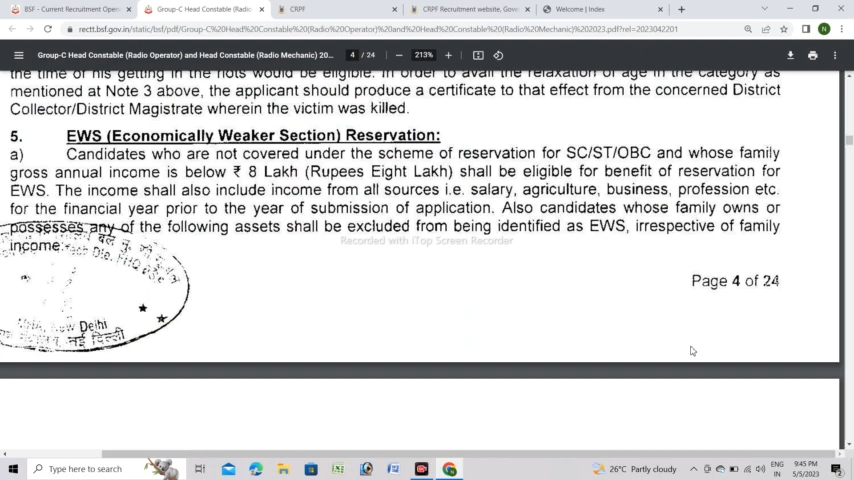 BSF - Current Recruitment Open
Group-C Head Constable (Radio
CRPF
CRPF Recruitment website, Gove
Welcome | Index
rectt.bsf.gov.in/static/bsf/pdf/Group-C%20Head%20Constable%20(Radio%20Operator)%20and%20Head%20Constable%20(Radio%20Mechanic)%202023.pdf?rel=2023042201
N
Group-C Head Constable (Radio Operator) and Head Constable (Radio Mechanic) 20...
4 / 24
213%
the time of his getting in the riots would be eligible. In order to avail the relaxation of age in the category as
mentioned at Note 3 above, the applicant should produce a certificate to that effect from the concerned District
Collector/District Magistrate wherein the victim was killed.
5. EWS (Economically Weaker Section) Reservation:
a) Candidates who are not covered under the scheme of reservation for SC/ST/OBC and whose family
gross annual income is below ₹ 8 Lakh (Rupees Eight Lakh) shall be eligible for benefit of reservation for
EWS. The income shall also include income from all sources i.e. salary, agriculture, business, profession etc.
for the financial year prior to the year of submission of application. Also candidates whose family owns or
possesses any of the following assets shall be excluded from being identified as EWS, irrespective of family
income:
Recorded with iTop Screen Recorder
Page 4 of 24
New Delhi
नई दिल्ली
Type here to search
26°C Partly cloudy
ENG
IN
9:45 PM
5/5/2023
2